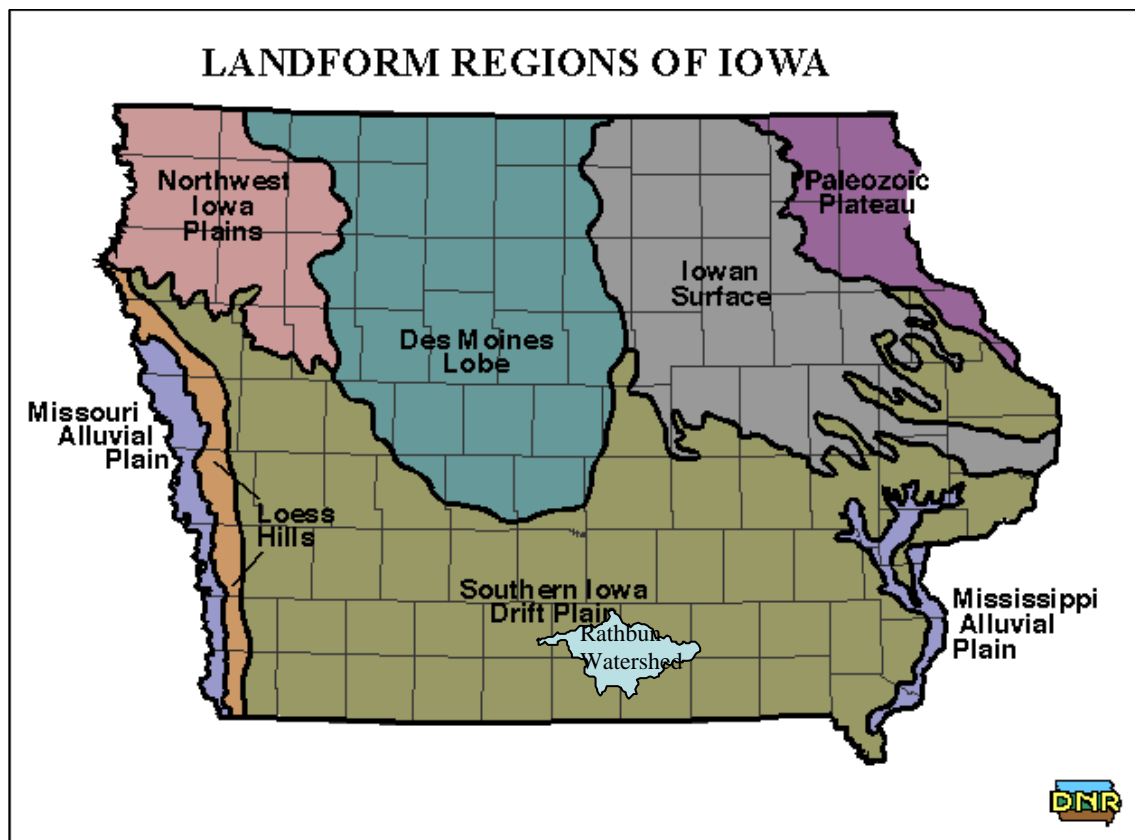 LANDFORM REGIONS OF IOWA
Northwest
Iowa
Plains
Paleozoic
Plateau
Iowan
Surface
Des Moines
Lobe
Missouri
Alluvial
Plain
Loess
Hills
Southern Iowa
Drift Plain
Rathbun
Watershed
Mississippi
Alluvial
Plain
DNR